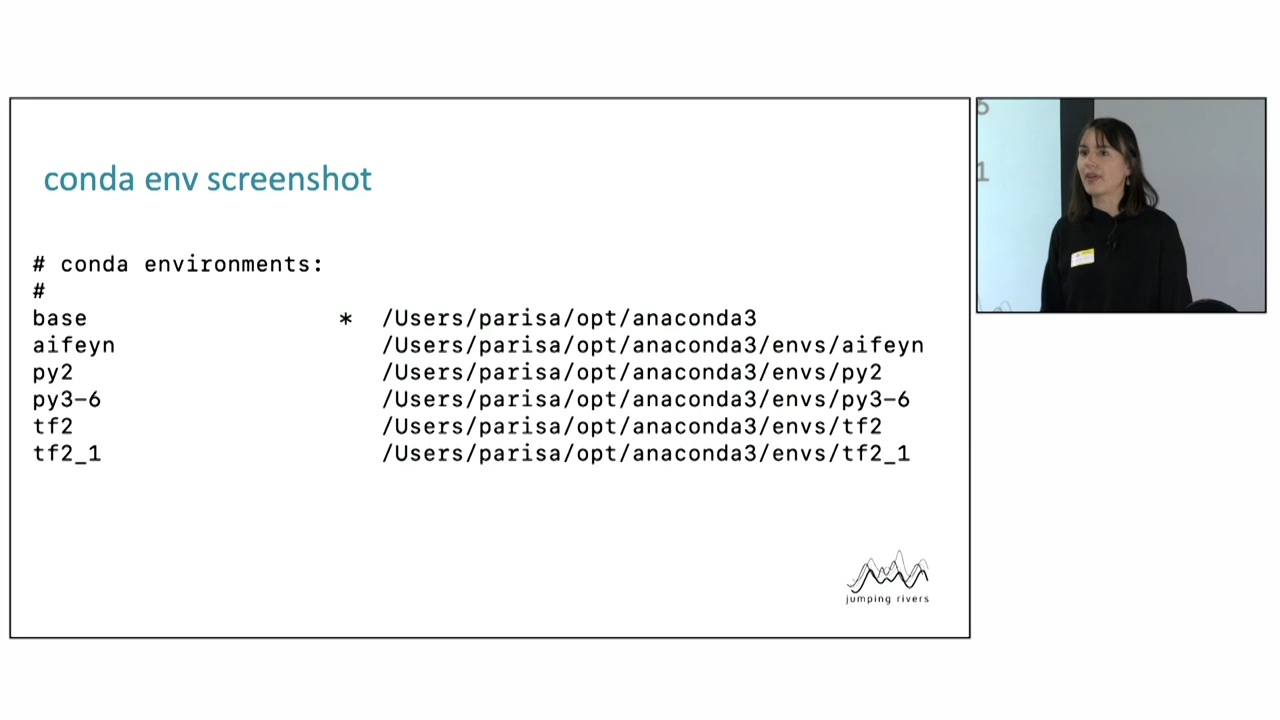 conda env screenshot
# conda environments:
#
base * /Users/parisa/opt/anaconda3
aifeyn /Users/parisa/opt/anaconda3/envs/aifeyn
py2 /Users/parisa/opt/anaconda3/envs/py2
py3-6 /Users/parisa/opt/anaconda3/envs/py3-6
tf2 /Users/parisa/opt/anaconda3/envs/tf2
tf2_1 /Users/parisa/opt/anaconda3/envs/tf2_1
jumping rivers
6
1